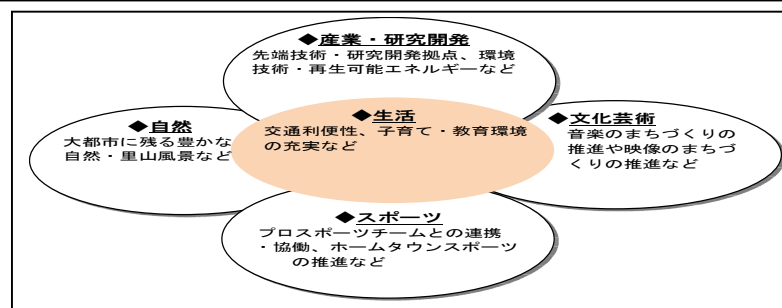 ◆産業・研究開発
先端技術・研究開発拠点、環境
技術・再生可能エネルギーなど
◆自然
大都市に残る豊かな
自然・里山風景など
◆生活
交通利便性、子育て・教育環境
の充実など
◆文化芸術
音楽のまちづくりの
推進や映像のまちづ
くりの推進など
◆スポーツ
プロスポーツチームとの連携
・協働、ホームタウンスポーツ
の推進など